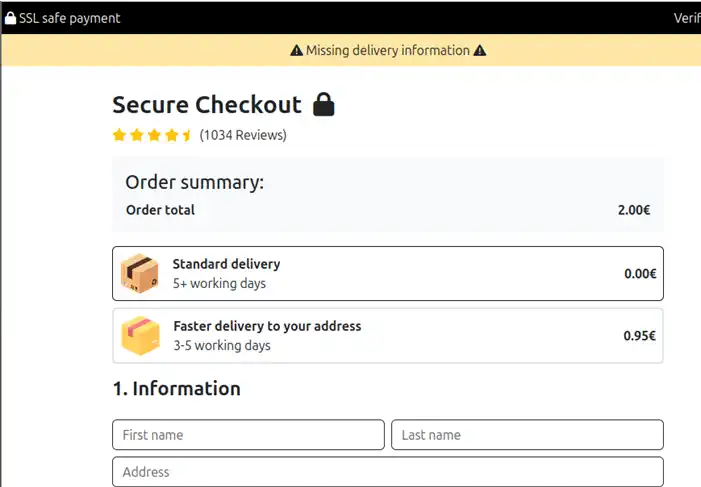 SSL safe payment
Missing delivery information
Secure Checkout
(1034 Reviews)
Order summary:
Order total 2.00€
Standard delivery
5+ working days
0.00€
Faster delivery to your address
3-5 working days
0.95€
1. Information
First name Last name
Address